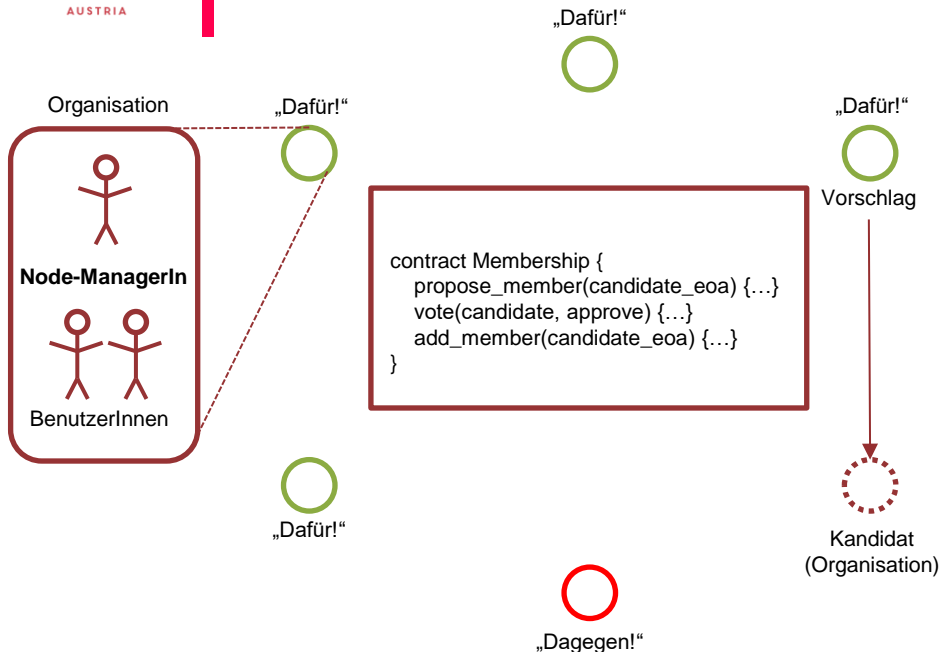 AUSTRIA
„Dafür!“
Organisation
„Dafür!“
„Dafür!“
Vorschlag
Node-ManagerIn
BenutzerInnen
contract Membership {
propose_member(candidate_eoa) {…}
vote(candidate, approve) {…}
add_member(candidate_eoa) {…}
}
„Dafür!“
Kandidat
(Organisation)
„Dagegen!“